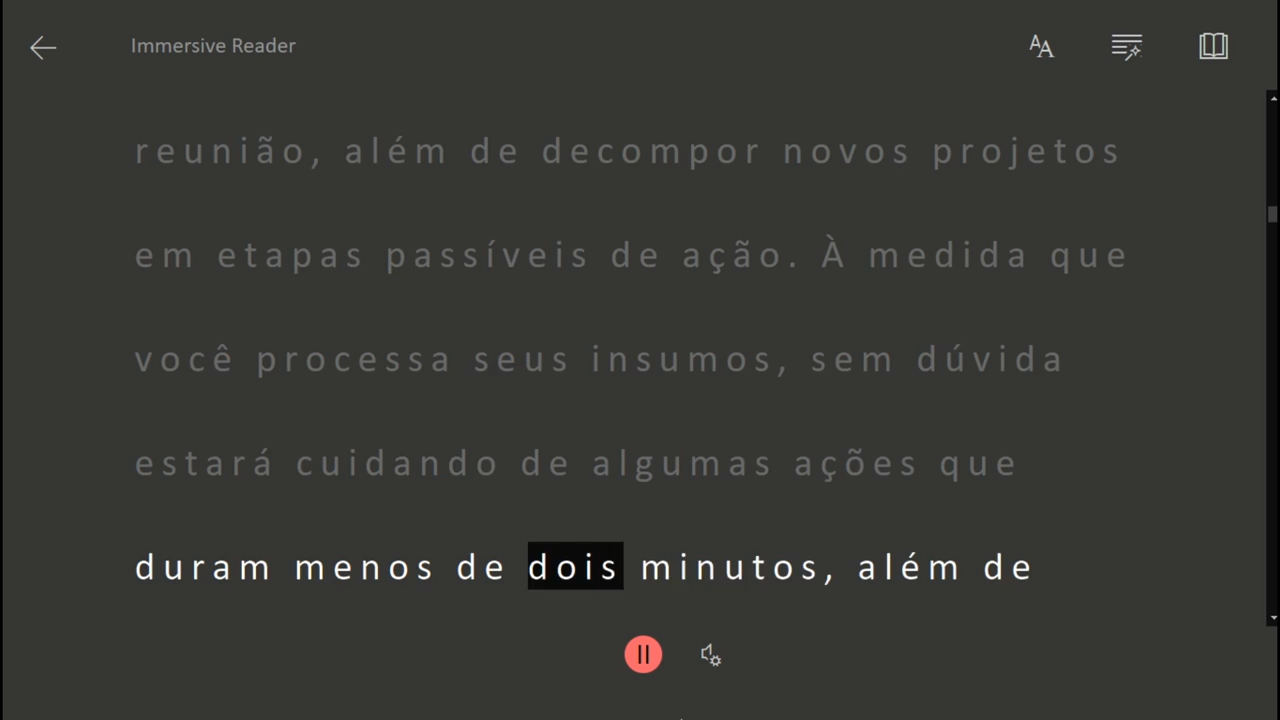 Immersive Reader
reunião, além de decompor novos projetos
em etapas passíveis de ação. À medida que
você processa seus insumos, sem dúvida
estará cuidando de algumas ações que
duram menos de dois minutos, além de